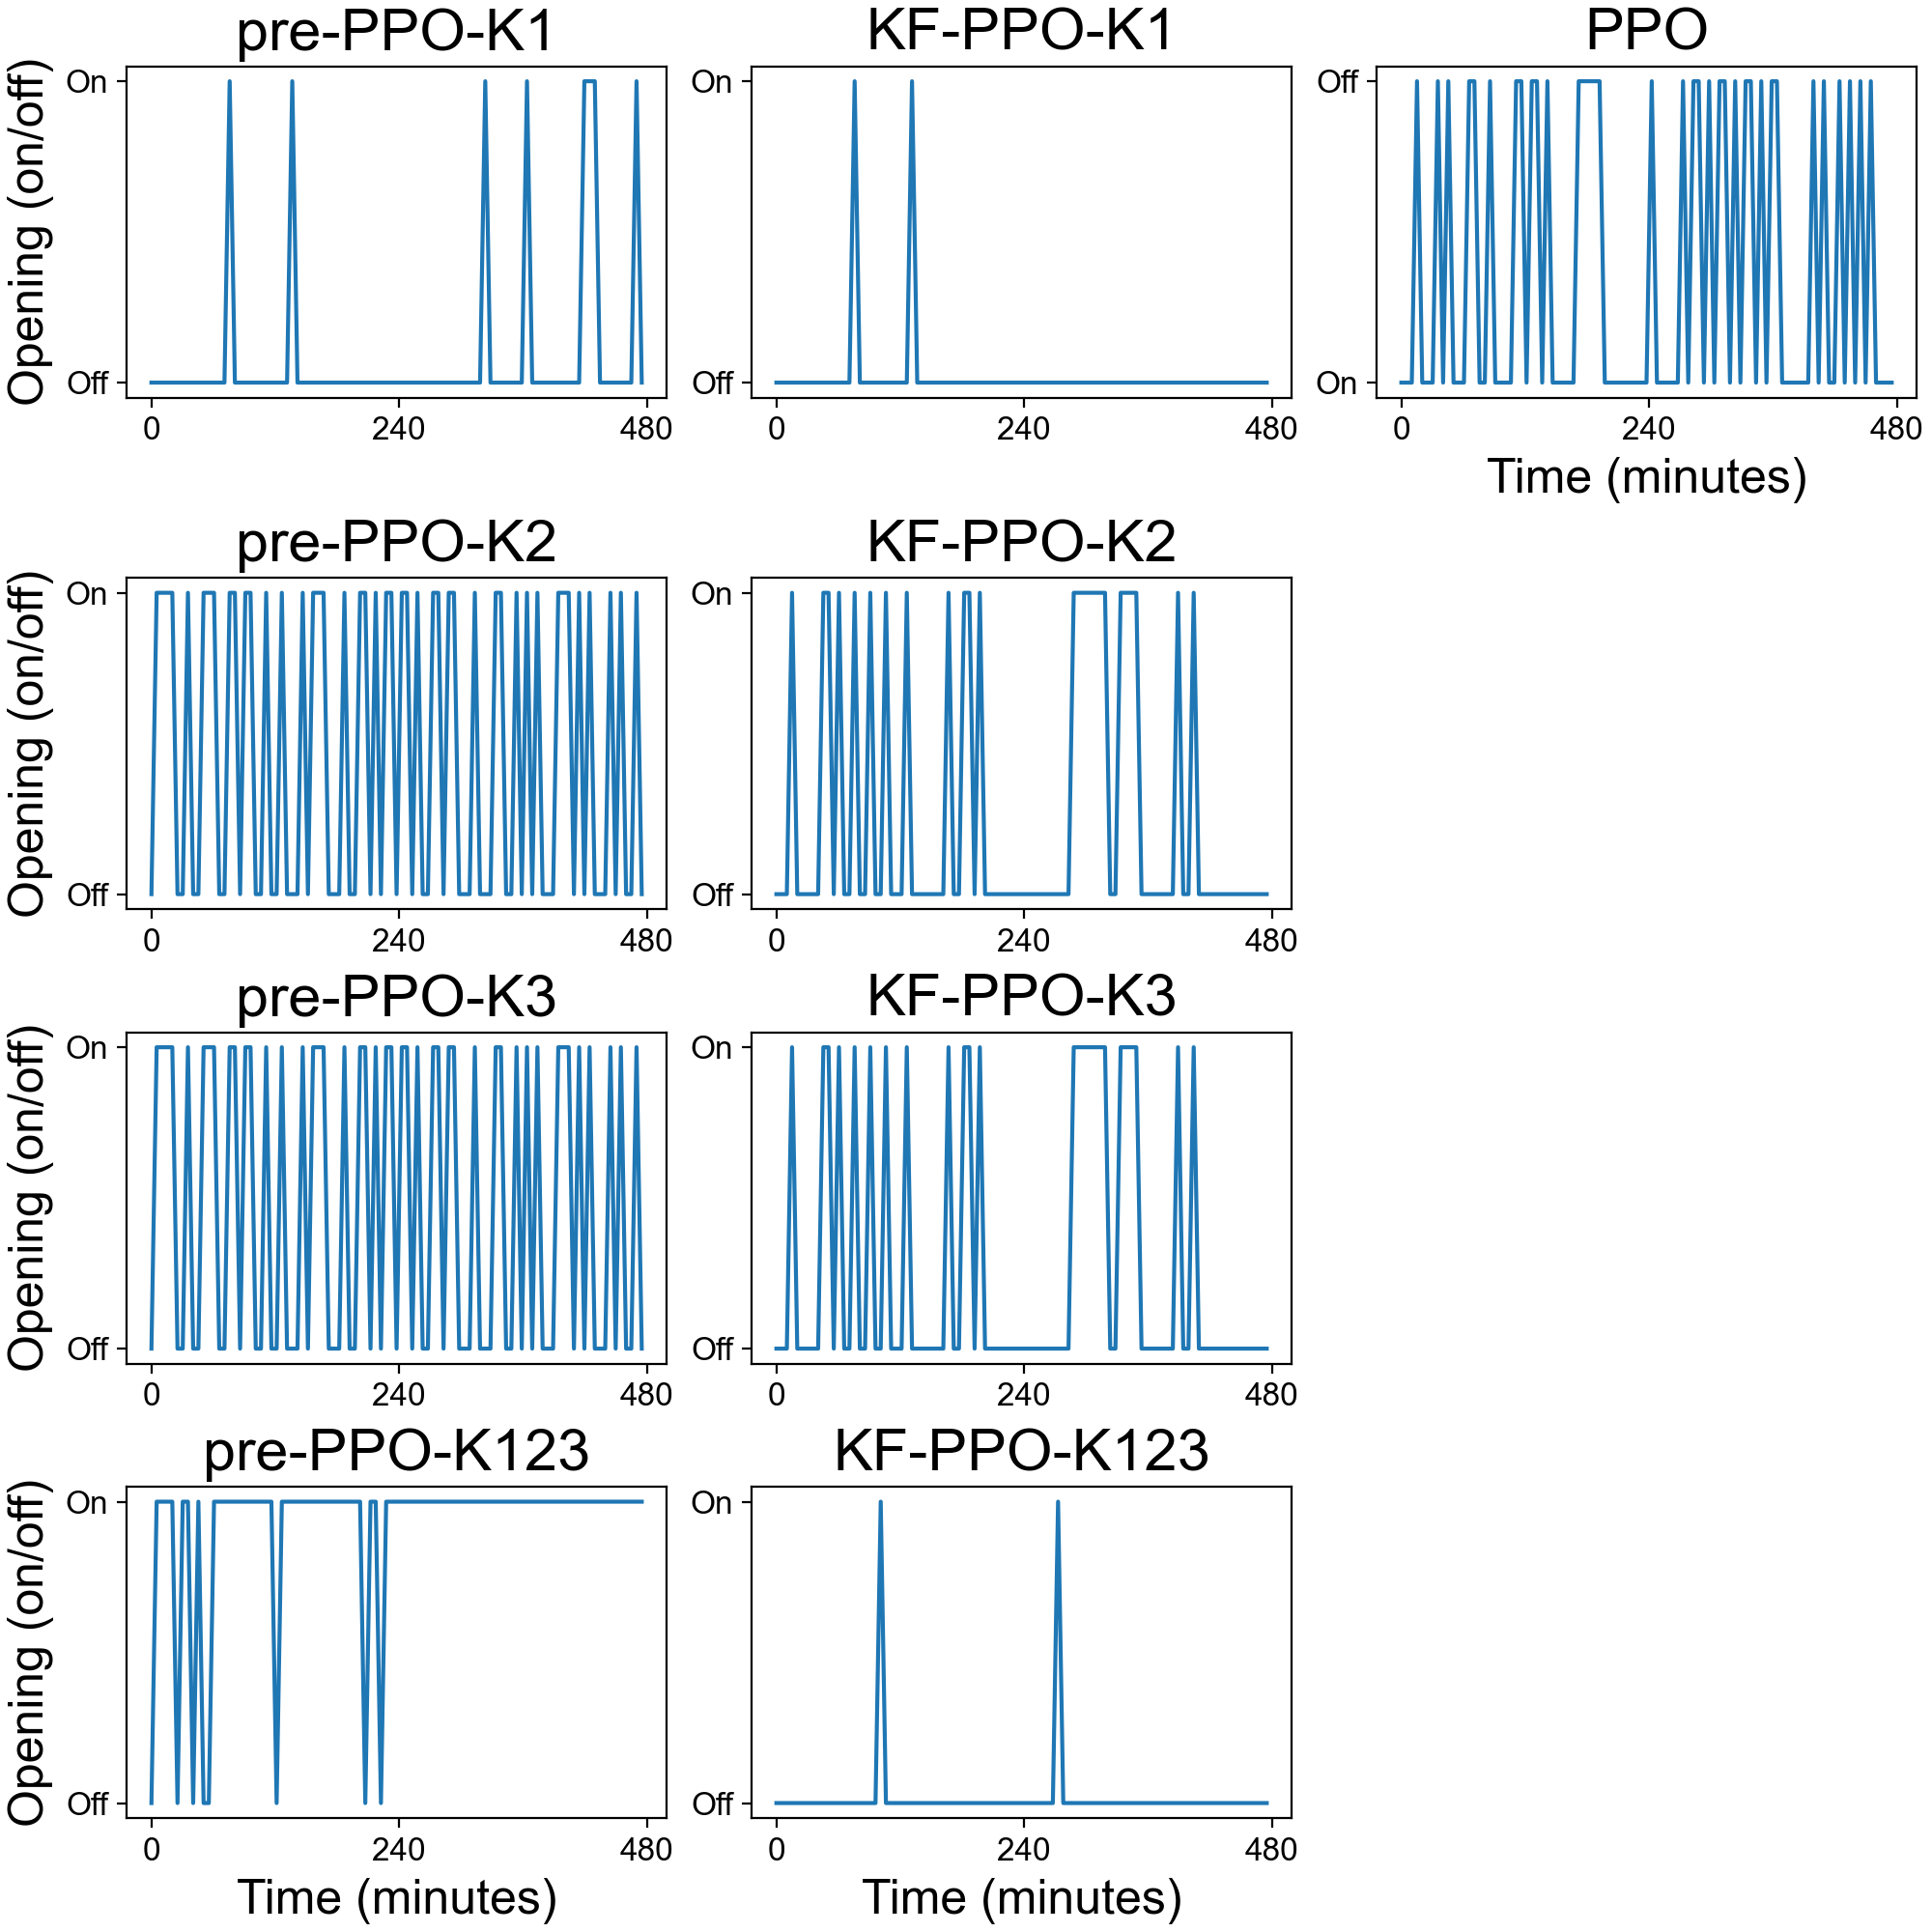 pre-PPO-K1
KF-PPO-K1
PPO
Opening (on/off)
On
Off
0
240
480
On
Off
0
240
480
Off
On
0
240
480
Time (minutes)
pre-PPO-K2
KF-PPO-K2
Opening (on/off)
On
Off
0
240
480
On
Off
0
240
480
pre-PPO-K3
KF-PPO-K3
Opening (on/off)
On
Off
0
240
480
On
Off
0
240
480
pre-PPO-K123
KF-PPO-K123
Opening (on/off)
On
Off
0
240
480
Time (minutes)
On
Off
0
240
480
Time (minutes)